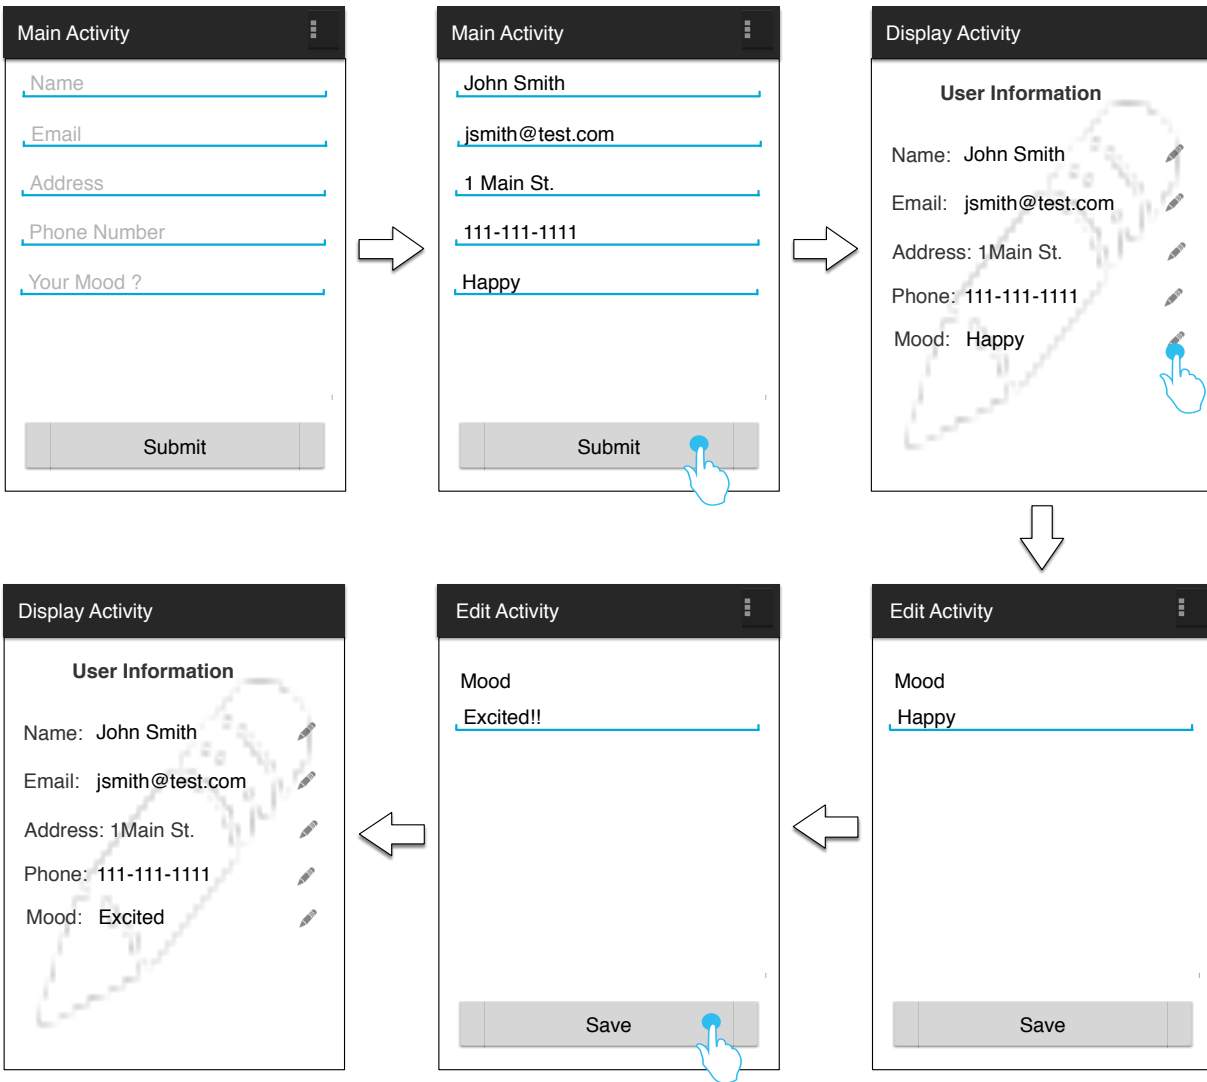 Main Activity
Name
Email
Address
Phone Number
Your Mood ?
Submit
Main Activity
John Smith
jsmith@test.com
1 Main St.
111-111-1111
Happy
Submit
Display Activity
User Information
Name: John Smith
Email: jsmith@test.com
Address: 1Main St.
Phone: 111-111-1111
Mood: Happy
Display Activity
User Information
Name: John Smith
Email: jsmith@test.com
Address: 1Main St.
Phone: 111-111-1111
Mood: Excited
Edit Activity
Mood
Excited!!
Save
Edit Activity
Mood
Happy
Save